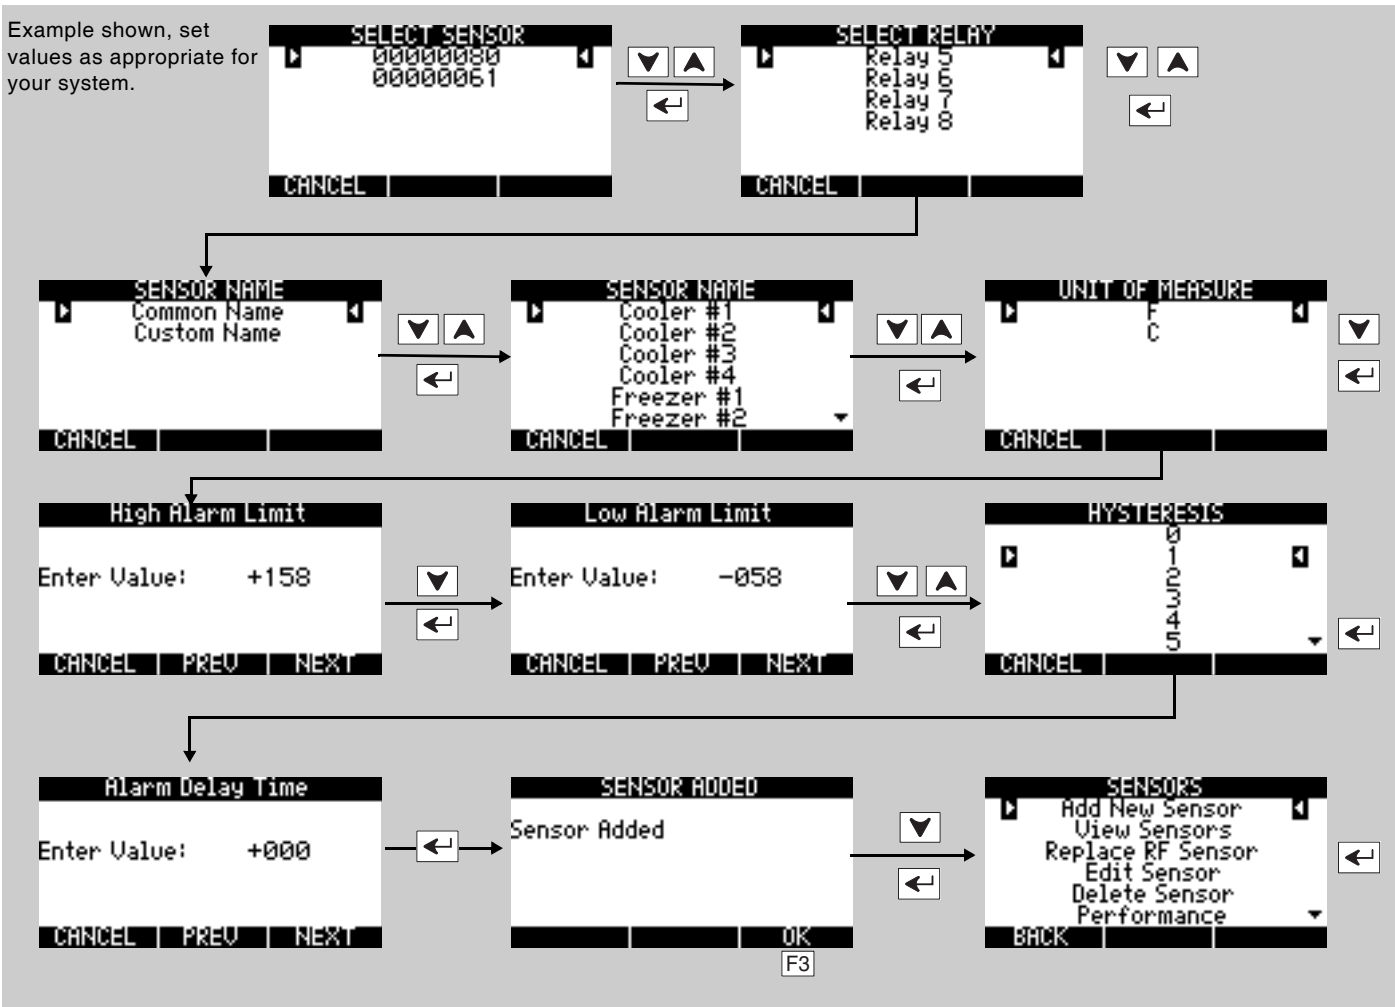 Example shown, set
values as appropriate for
your system.
SELECT SENSOR
00000080
00000061
CANCEL
SELECT RELAY
Relay 5
Relay 6
Relay 7
Relay 8
CANCEL
SENSOR NAME
Common Name
Custom Name
CANCEL
SENSOR NAME
Cooler #1
Cooler #2
Cooler #3
Cooler #4
Freezer #1
Freezer #2
CANCEL
UNIT OF MEASURE
F
C
CANCEL
High Alarm Limit
Enter Value: +158
CANCEL | PREV | NEXT
Low Alarm Limit
Enter Value: -058
CANCEL | PREV | NEXT
HYSTERESIS
0
1
2
3
4
5
CANCEL
Alarm Delay Time
Enter Value: +000
CANCEL | PREV | NEXT
SENSOR ADDED
Sensor Added
OK
F3
SENSORS
Add New Sensor
View Sensors
Replace RF Sensor
Edit Sensor
Delete Sensor
Performance
BACK